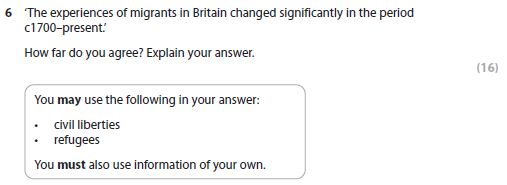 6 ‘The experiences of migrants in Britain changed significantly in the period
c1700–present.’
How far do you agree? Explain your answer.
(16)
You may use the following in your answer:
• civil liberties
• refugees
You must also use information of your own.